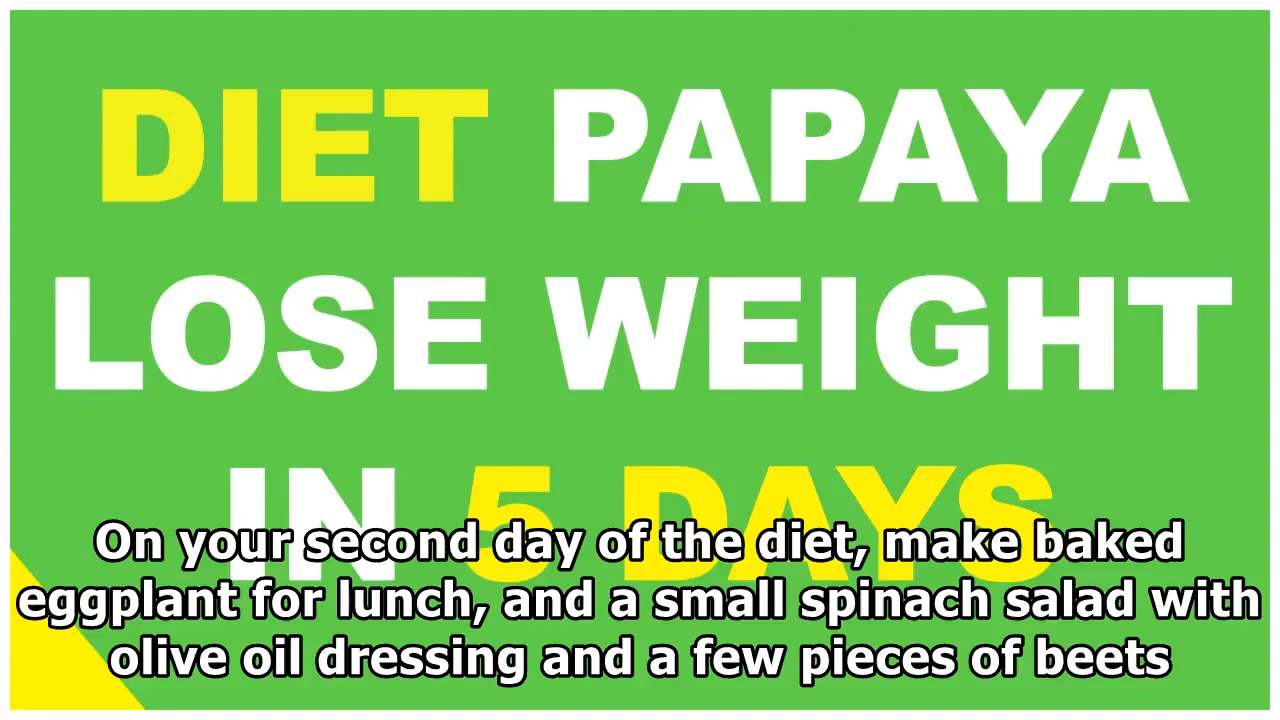 DIET PAPAYA
LOSE WEIGHT
IN 5 DAYS
On your second day of the diet, make baked
eggplant for lunch, and a small spinach salad with
olive oil dressing and a few pieces of beets